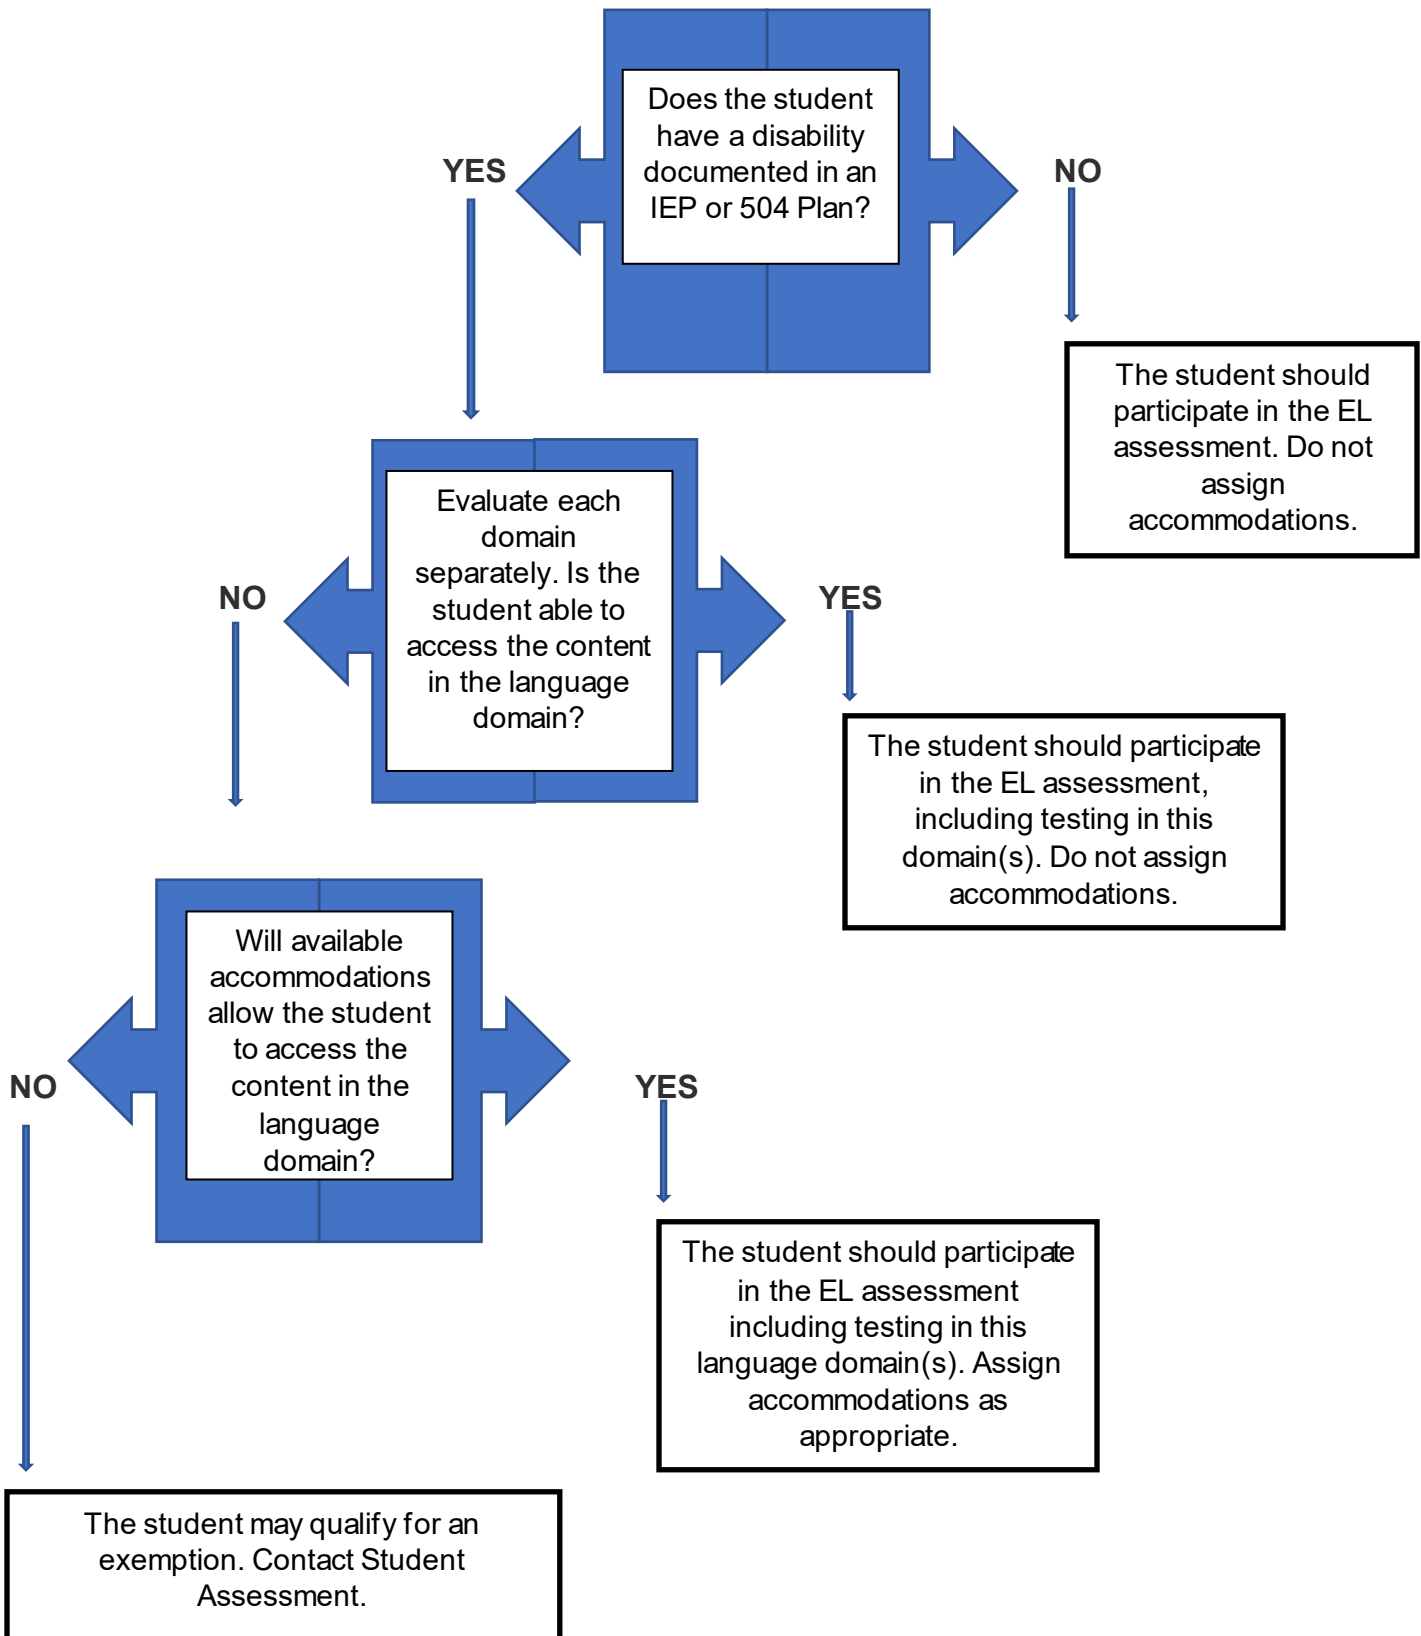 Does the student
have a disability
documented in an
IEP or 504 Plan?
YES
NO
The student should
participate in the EL
assessment. Do not
assign
accommodations.
Evaluate each
domain
separately. Is the
student able to
access the content
in the language
domain?
NO
YES
The student should participate
in the EL assessment,
including testing in this
domain(s). Do not assign
accommodations.
Will available
accommodations
allow the student
to access the
content in the
language
domain?
NO
YES
The student should participate
in the EL assessment
including testing in this
language domain(s). Assign
accommodations as
appropriate.
The student may qualify for an
exemption. Contact Student
Assessment.